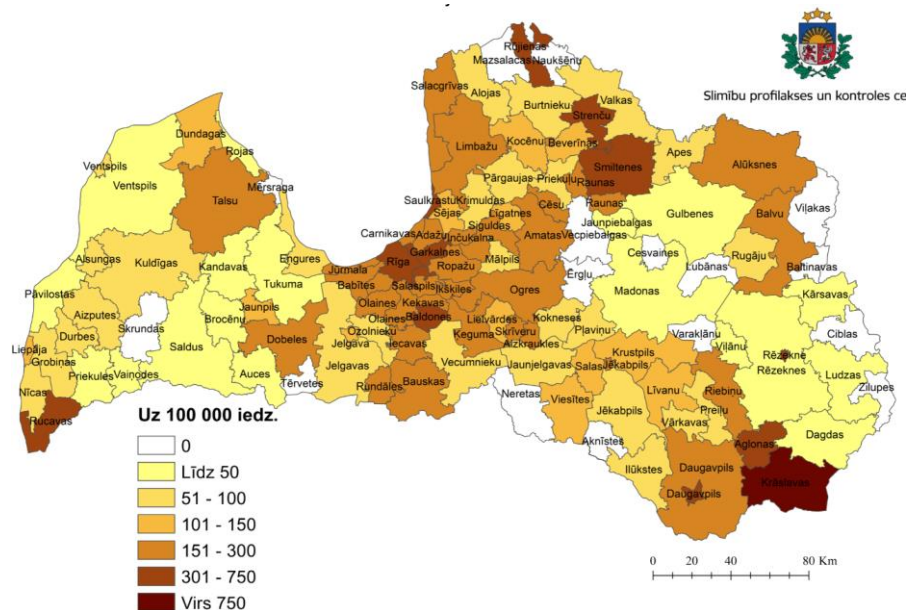 Slimību profilakses un kontroles ce
Rūjienas
Mazsalacas
Naukšēnu
Salacgrīvas
Alojas
Burtnieku
Valkas
Strenču
Dundagas
Rojas
Ventspils
Ventspils
Limbažu
Kocēnu
Beverīnas
Smiltenes
Apes
Alūksnes
Talsu
Mērsraga
Pārgaujas
Priekuļu
Raunas
Raunas
Saulkrastu
Krimuldas
Sējas
Līgatnes
Cēsu
Jaunpiebalgas
Gulbenes
Balvu
Viļakas
Carnikavas
Ādažu
Siguldas
Inčukalna
Amatas
Vecpiebalgas
Alsungas
Kuldīgas
Kandavas
Engures
Rīga
Garkalnes
Ropažu
Mālpils
Cesvaines
Rugāju
Lubānas
Baltinavas
Jūrmala
Babītes
Salaspils
Ikšķiles
Ogres
Ērgļu
Madonas
Tukuma
Pāvilostas
Aizputes
Skrundas
Brocēnu
Jaunpils
Olaines
Olaines
Ķekavas
Baldones
Kārsavas
Durbes
Saldus
Dobeles
Ozolnieku
Jelgava
Iecavas
Lielvārdes
Ķeguma
Skrīveru
Kokneses
Aizkraukles
Pļaviņu
Varakļānu
Viļānu
Ciblas
Liepāja
Grobiņas
Priekules
Vaiņodes
Auces
Tērvetes
Jelgavas
Vecumnieku
Jaunjelgavas
Krustpils
Salas
Jēkabpils
Rēzekne
Rēzeknes
Ludzas
Zilupes
Nīcas
Rucavas
Rundāles
Bauskas
Neretas
Viesītes
Līvānu
Riebiņu
Preiļu
Vārkavas
Jēkabpils
Aknīstes
Aglonas
Dagdas
Ilūkstes
Daugavpils
Daugavpils
Krāslavas
Uz 100 000 iedz.
0
Līdz 50
51 - 100
101 - 150
151 - 300
301 - 750
Virs 750
0 20 40 60 80 Km